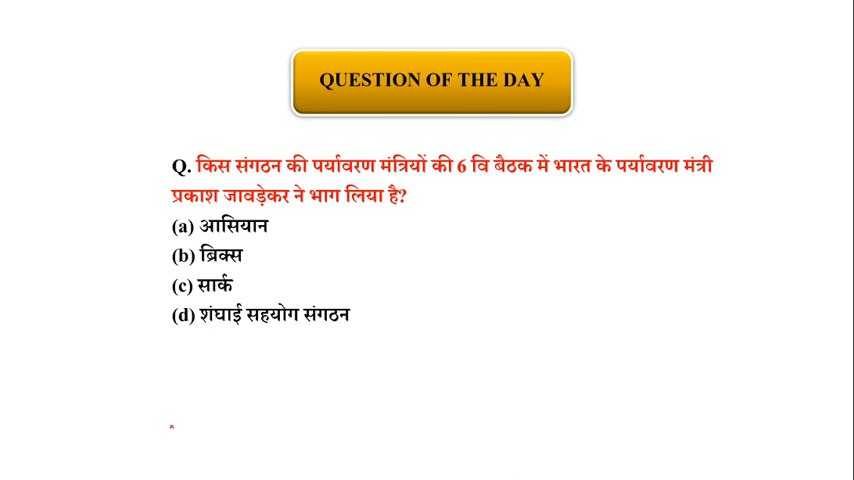 QUESTION OF THE DAY
Q. किस संगठन की पर्यावरण मंत्रियों की 6 वि बैठक में भारत के पर्यावरण मंत्री
प्रकाश जावड़ेकर ने भाग लिया है?
(a) आसियान
(b) ब्रिक्स
(c) सार्क
(d) शंघाई सहयोग संगठन